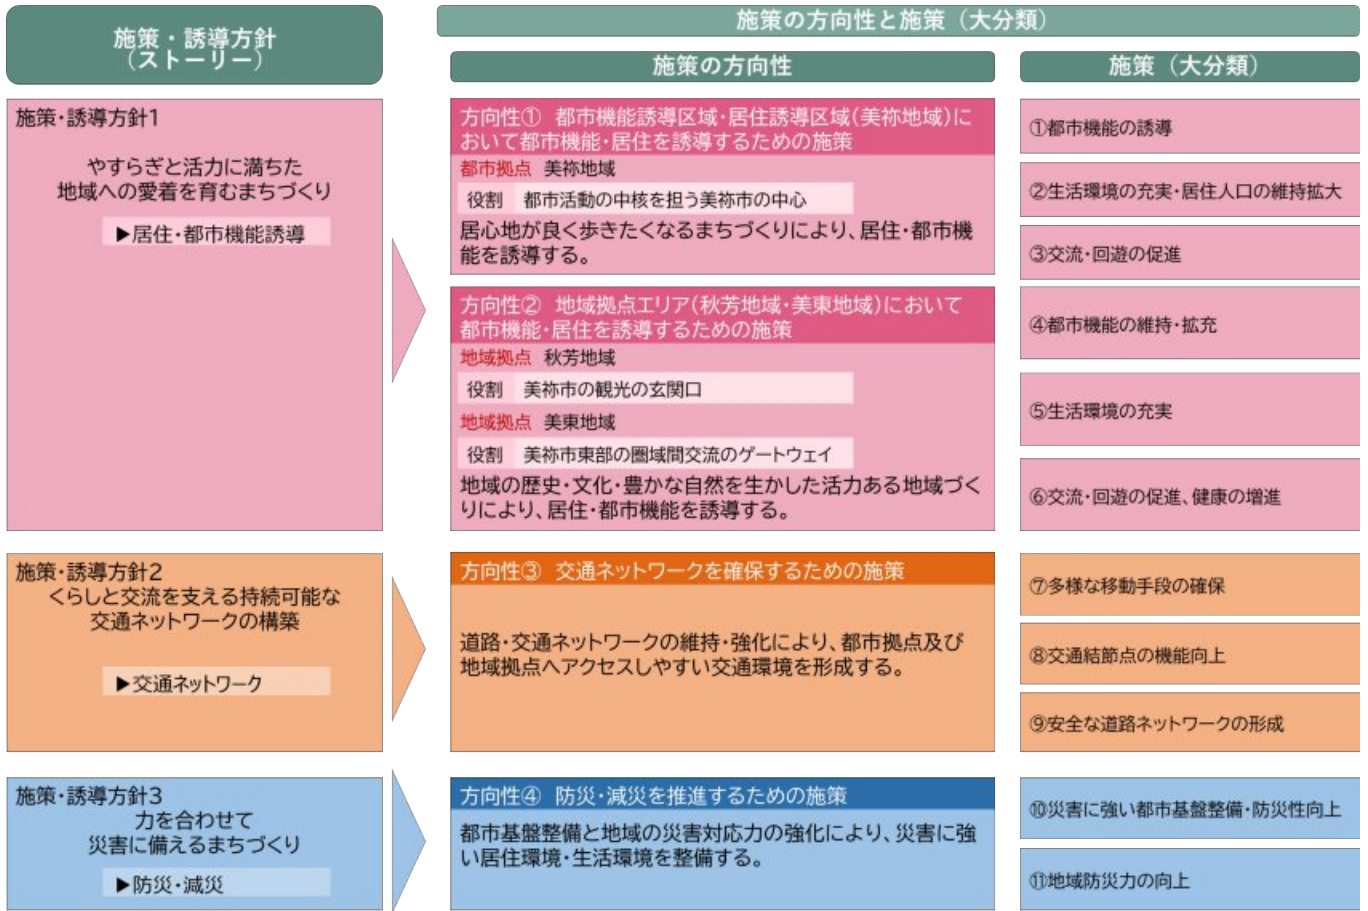 施策・誘導方針
(ストーリー)
施策の方向性と施策（大分類）
施策の方向性
施策（大分類）
施策・誘導方針1
やすらぎと活力に満ちた
地域への愛着を育むまちづくり
▶居住・都市機能誘導
方向性① 都市機能誘導区域・居住誘導区域(美祢地域)に
おいて都市機能・居住を誘導するための施策
都市拠点 美祢地域
役割 都市活動の中核を担う美祢市の中心
居心地が良く歩きたくなるまちづくりにより、居住・都市機
能を誘導する。
方向性② 地域拠点エリア(秋芳地域・美東地域)において
都市機能・居住を誘導するための施策
地域拠点 秋芳地域
役割 美祢市の観光の玄関口
地域拠点 美東地域
役割 美祢市東部の圏域間交流のゲートウェイ
地域の歴史・文化・豊かな自然を生かした活力ある地域づく
りにより、居住・都市機能を誘導する。
①都市機能の誘導
②生活環境の充実・居住人口の維持拡大
③交流・回遊の促進
④都市機能の維持・拡充
⑤生活環境の充実
⑥交流・回遊の促進、健康の増進
施策・誘導方針2
くらしと交流を支える持続可能な
交通ネットワークの構築
▶交通ネットワーク
方向性③ 交通ネットワークを確保するための施策
道路・交通ネットワークの維持・強化により、都市拠点及び
地域拠点へアクセスしやすい交通環境を形成する。
⑦多様な移動手段の確保
⑧交通結節点の機能向上
⑨安全な道路ネットワークの形成
施策・誘導方針3
力を合わせて
災害に備えるまちづくり
▶防災・減災
方向性④ 防災・減災を推進するための施策
都市基盤整備と地域の災害対応力の強化により、災害に強
い居住環境・生活環境を整備する。
⑩災害に強い都市基盤整備・防災性向上
⑪地域防災力の向上